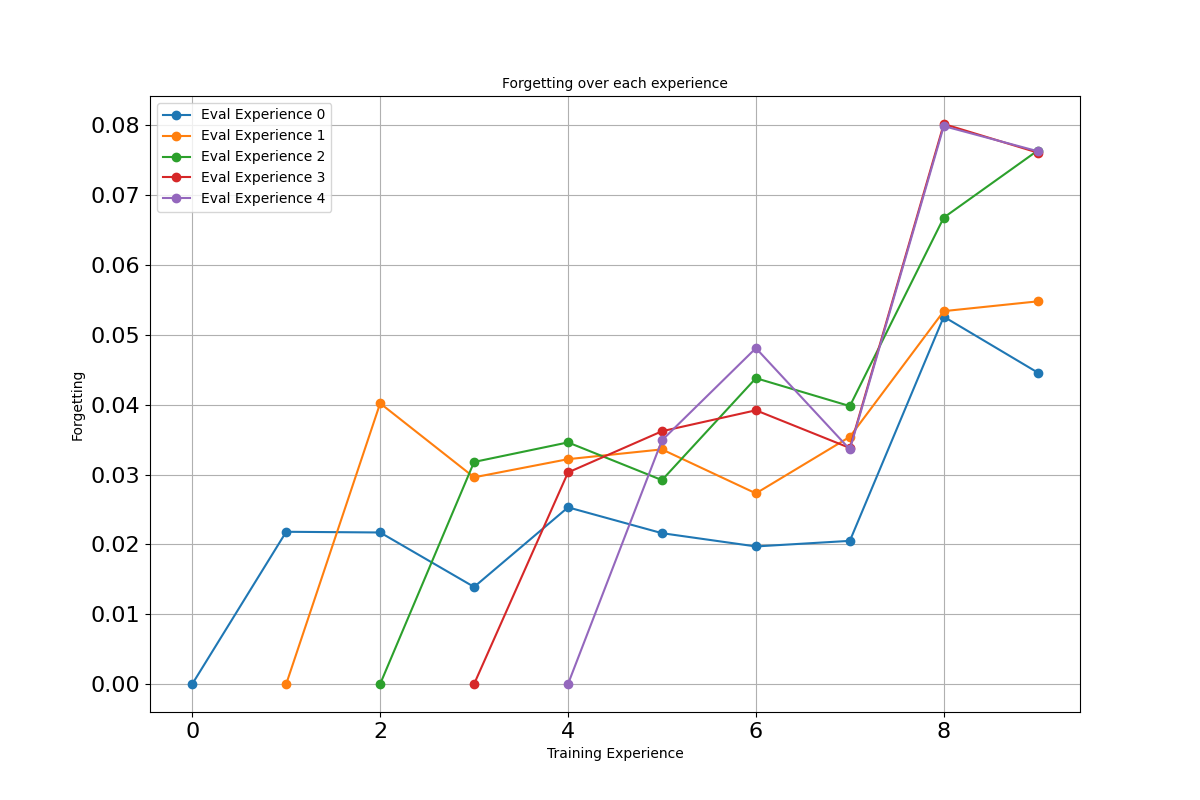 Forgetting over each experience
Eval Experience 0
Eval Experience 1
Eval Experience 2
Eval Experience 3
Eval Experience 4
0.08
0.07
0.06
0.05
0.04
0.03
0.02
0.01
0.00
Forgetting
0 2 4 6 8
Training Experience